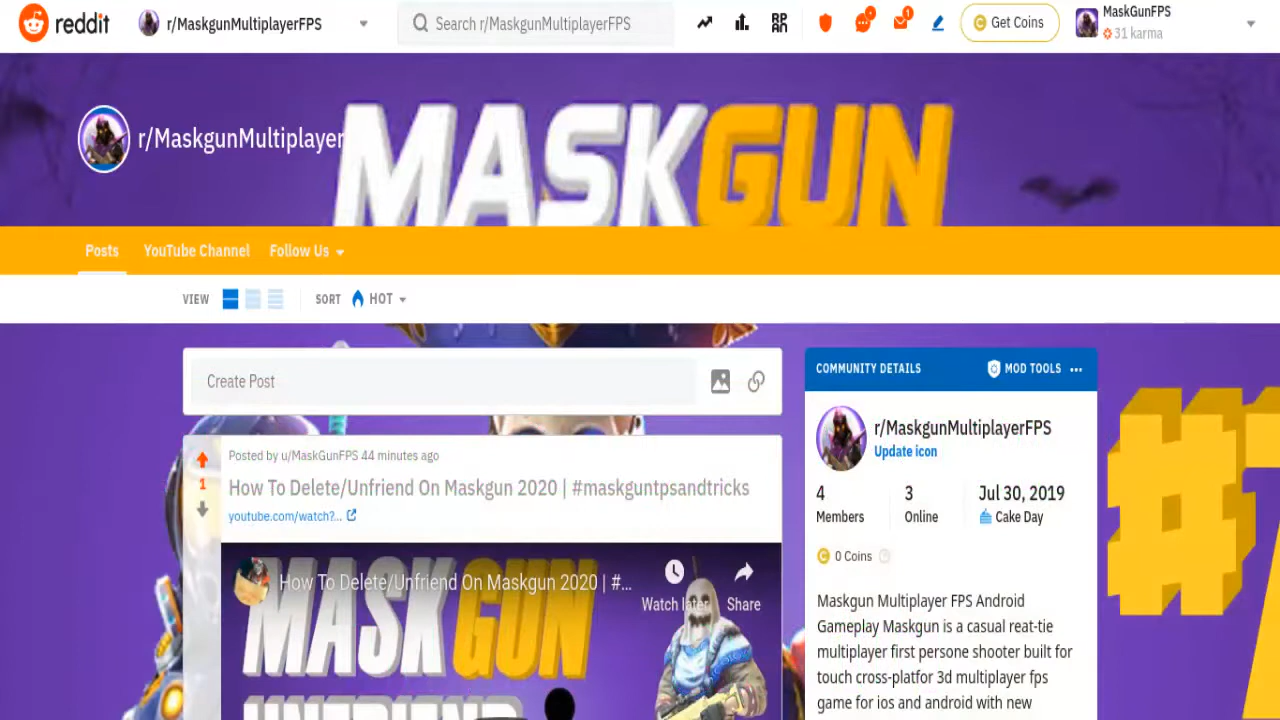 reddit
r/MaskgunMultiplayerFPS
Search r/MaskgunMultiplayerFPS
RPAN
1
Get Coins
MaskGunFPS
31 karma
r/MaskgunMultiplayer
MASKGUN
Posts
YouTube Channel
Follow Us
VIEW
SORT
HOT
Create Post
Posted by u/MaskGunFPS 44 minutes ago
1
How To Delete/Unfriend On Maskgun 2020 | #maskguntpsandtricks
youtube.com/watch?...
How To Delete/Unfriend On Maskgun 2020 | #...
Watch later
Share
MASKGUN
UNFRIEND
COMMUNITY DETAILS
MOD TOOLS
r/MaskgunMultiplayerFPS
Update icon
4
Members
3
Online
Jul 30, 2019
Cake Day
0 Coins
Maskgun Multiplayer FPS Android
Gameplay Maskgun is a casual reat-tie
multiplayer first persone shooter built for
touch cross-platfor 3d multiplayer fps
game for ios and android with new
#